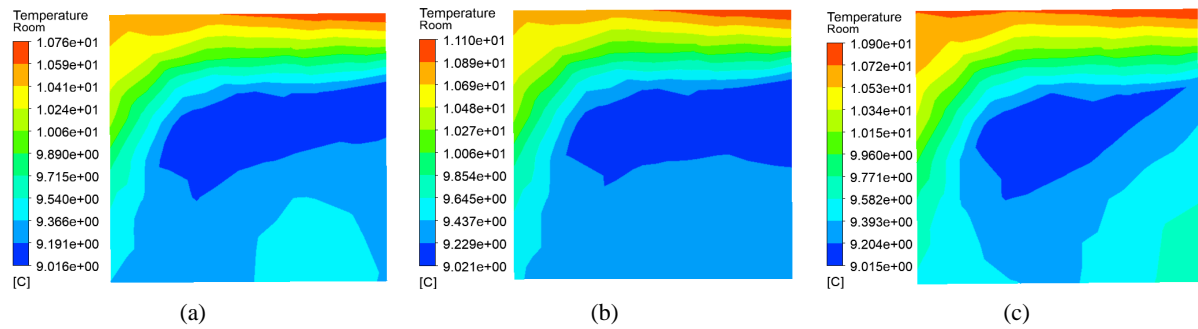 Temperature
Room
1.076e+01
1.059e+01
1.041e+01
1.024e+01
1.006e+01
9.890e+00
9.715e+00
9.540e+00
9.366e+00
9.191e+00
9.016e+00
[C]
(a)
Temperature
Room
1.110e+01
1.089e+01
1.069e+01
1.048e+01
1.027e+01
1.006e+01
9.854e+00
9.645e+00
9.437e+00
9.229e+00
9.021e+00
[C]
(b)
Temperature
Room
1.090e+01
1.072e+01
1.053e+01
1.034e+01
1.015e+01
9.960e+00
9.771e+00
9.582e+00
9.393e+00
9.204e+00
9.015e+00
[C]
(c)